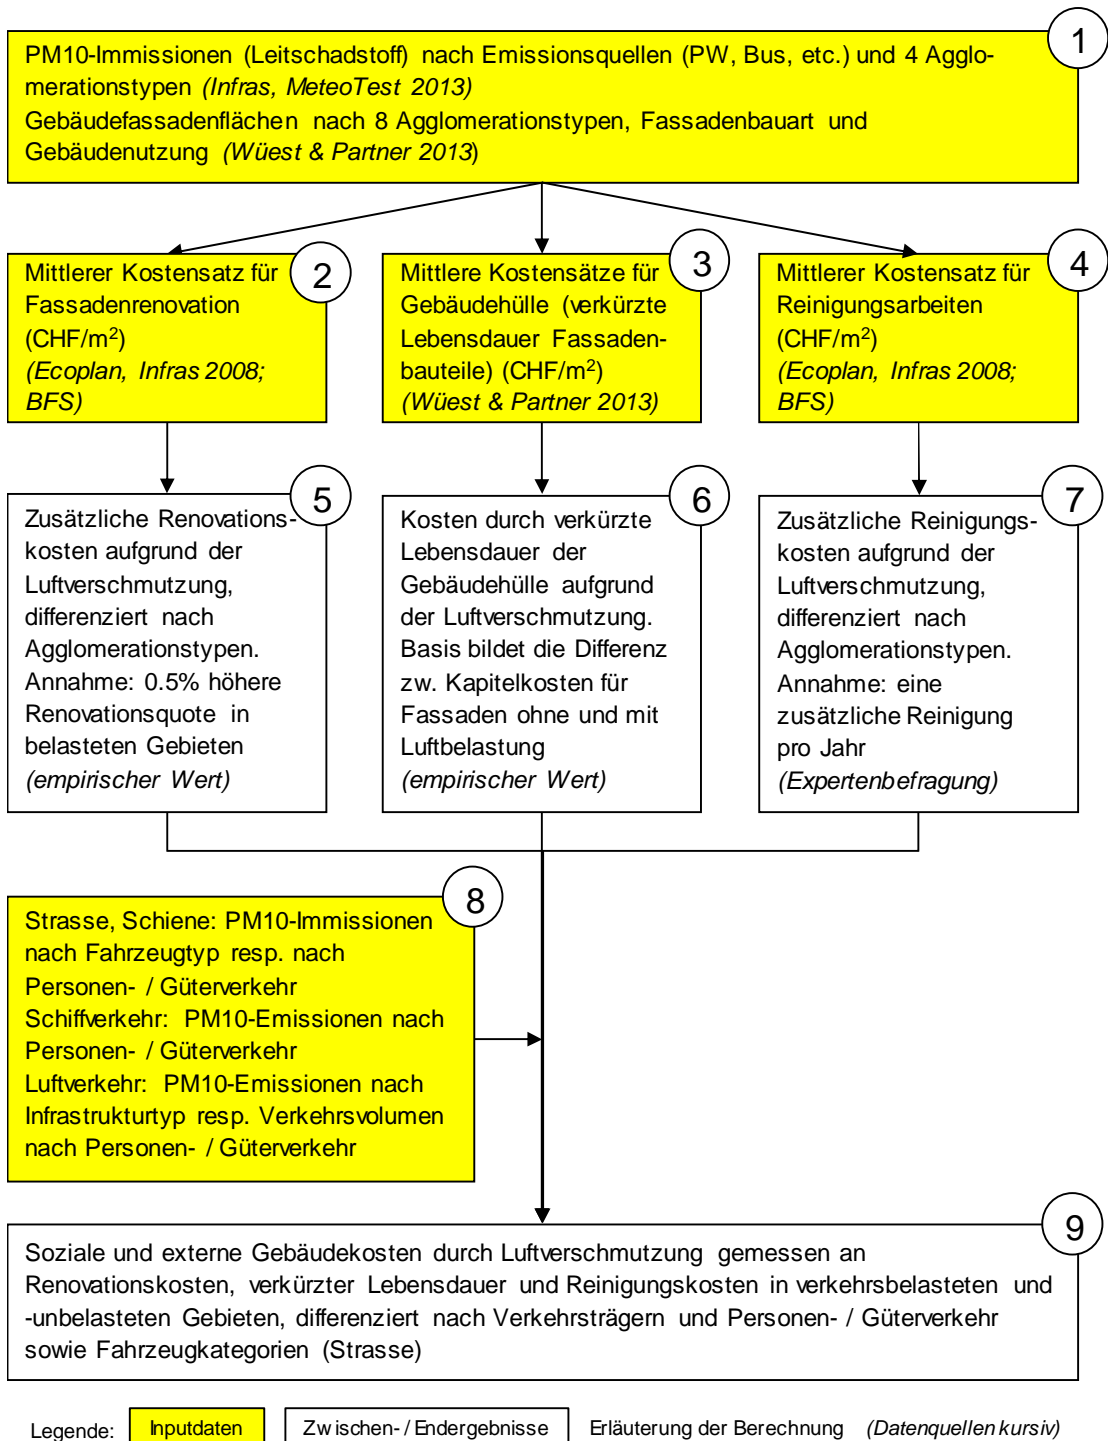 1
PM10-Immissionen (Leitschadstoff) nach Emissionsquellen (PW, Bus, etc.) und 4 Agglo-
merationstypen (Infras, MeteoTest 2013)
Gebäudefassadenflächen nach 8 Agglomerationstypen, Fassadenbauart und
Gebäudenutzung (Wüest & Partner 2013)
2
Mittlerer Kostensatz für
Fassadenrenovation
(CHF/m²)
(Ecoplan, Infras 2008;
BFS)
3
Mittlere Kostensätze für
Gebäudehülle (verkürzte
Lebensdauer Fassaden-
bauteile) (CHF/m²)
(Wüest & Partner 2013)
4
Mittlerer Kostensatz für
Reinigungsarbeiten
(CHF/m²)
(Ecoplan, Infras 2008;
BFS)
5
Zusätzliche Renovations-
kosten aufgrund der
Luftverschmutzung,
differenziert nach
Agglomerationstypen.
Annahme: 0.5% höhere
Renovationsquote in
belasteten Gebieten
(empirischer Wert)
6
Kosten durch verkürzte
Lebensdauer der
Gebäudehülle aufgrund
der Luftverschmutzung.
Basis bildet die Differenz
zw. Kapitelkosten für
Fassaden ohne und mit
Luftbelastung
(empirischer Wert)
7
Zusätzliche Reinigungs-
kosten aufgrund der
Luftverschmutzung,
differenziert nach
Agglomerationstypen.
Annahme: eine
zusätzliche Reinigung
pro Jahr
(Expertenbefragung)
8
Strasse, Schiene: PM10-Immissionen
nach Fahrzeugtyp resp. nach
Personen- / Güterverkehr
Schiffverkehr: PM10-Emissionen nach
Personen- / Güterverkehr
Luftverkehr: PM10-Emissionen nach
Infrastrukturtyp resp. Verkehrsvolumen
nach Personen- / Güterverkehr
9
Soziale und externe Gebäudekosten durch Luftverschmutzung gemessen an
Renovationskosten, verkürzter Lebensdauer und Reinigungskosten in verkehrsbelasteten und
-unbelasteten Gebieten, differenziert nach Verkehrsträgern und Personen- / Güterverkehr
sowie Fahrzeugkategorien (Strasse)
Legende: Inputdaten Zwischen- / Endergebnisse Erläuterung der Berechnung (Datenquellen kursiv)